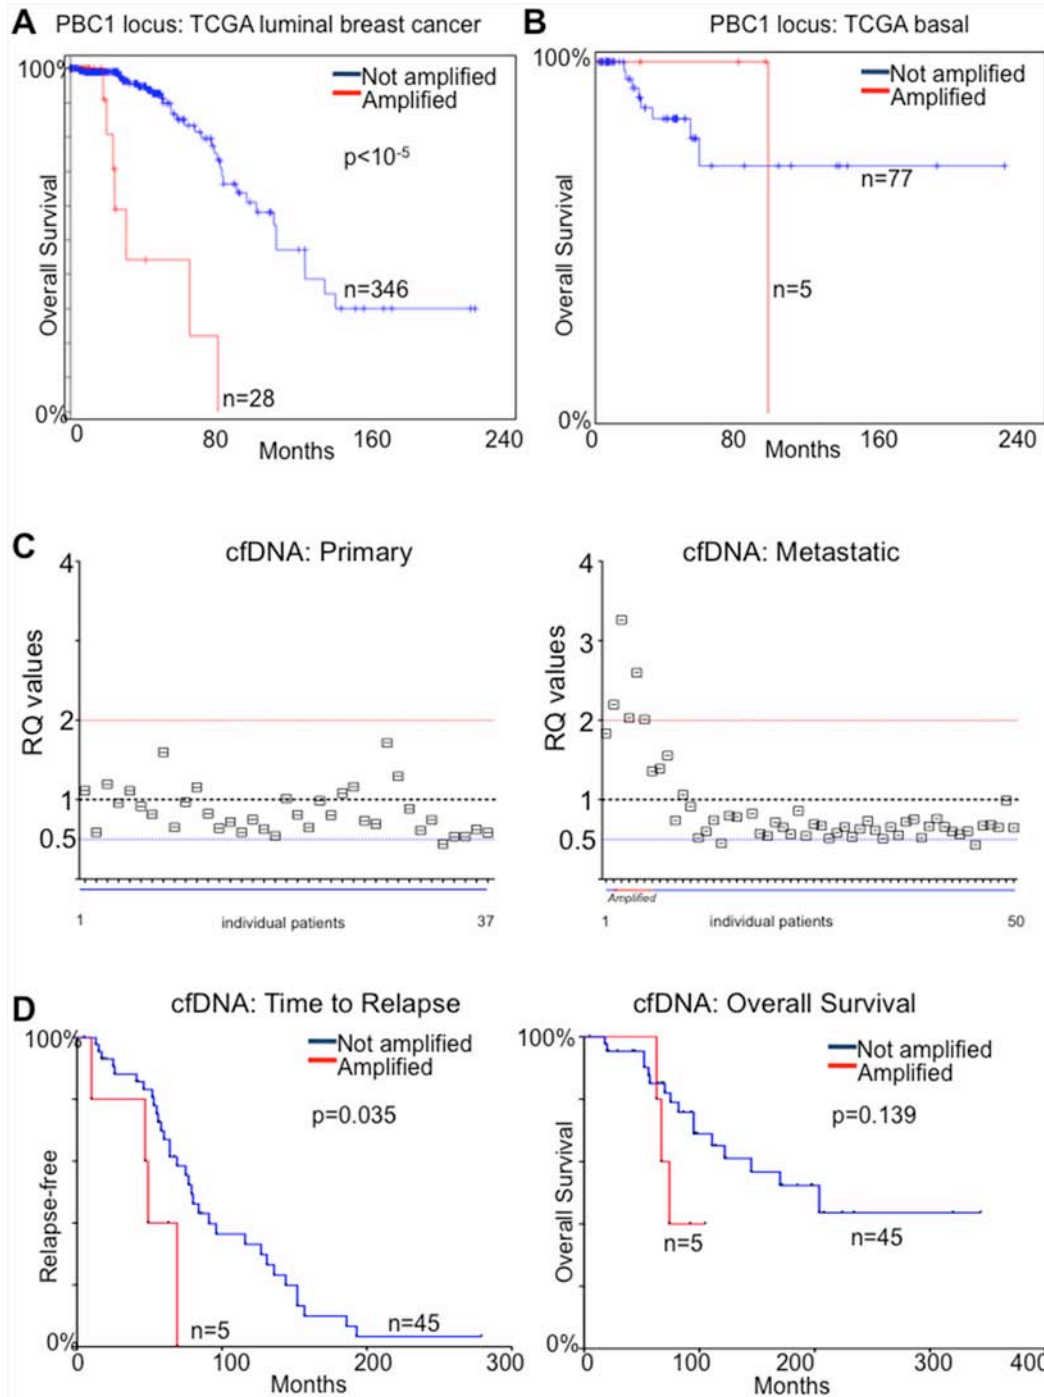 A PBC1 locus: TCGA luminal breast cancer
100%
Not amplified
Amplified
p<10-5
Overall Survival
n=346
n=28
0%
0 80 160 240
Months
B PBC1 locus: TCGA basal
100%
Not amplified
Amplified
n=77
Overall Survival
n=5
0%
0 80 160 240
Months
C cfDNA: Primary
4
RQ values
2
1
0.5
1 individual patients 37
cfDNA: Metastatic
4
3
RQ values
2
1
0.5
Amplified
1 individual patients 50
D cfDNA: Time to Relapse
100%
Not amplified
Amplified
p=0.035
Relapse-free
n=5
n=45
0%
0 100 200 300
Months
cfDNA: Overall Survival
100%
Not amplified
Amplified
p=0.139
Overall Survival
n=5
n=45
0%
0 100 200 300 400
Months